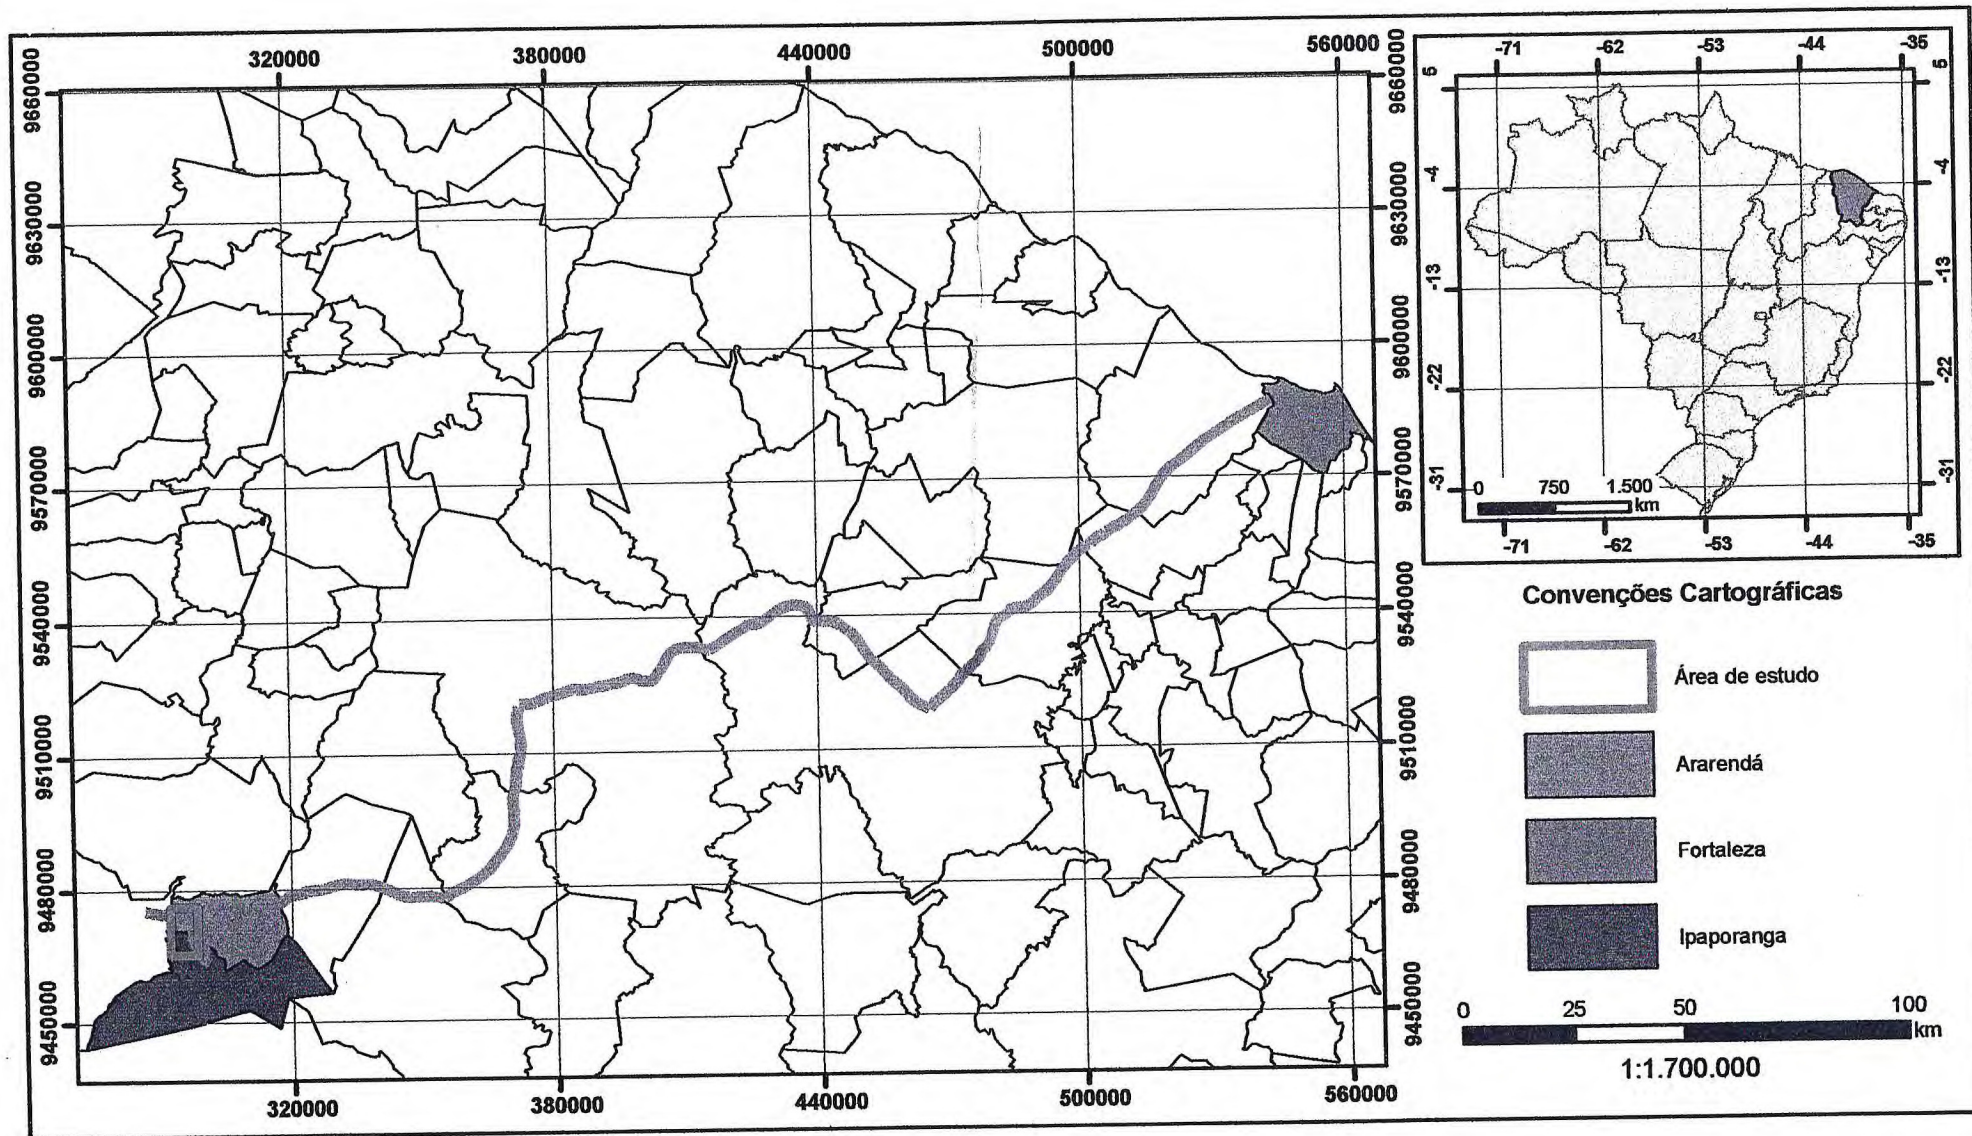 320000 380000 440000 500000 560000
9660000
9630000
9600000
9570000
9540000
9510000
9480000
9450000
9660000
9630000
9600000
9570000
9540000
9510000
9480000
9450000
320000 380000 440000 500000 560000
-71 -62 -53 -44 -35
5
-4
-13
-22
-31
5
-4
-13
-22
-31
0 750 1.500
km
-71 -62 -53 -44 -35
Convenções Cartográficas
Área de estudo
Ararendá
Fortaleza
Ipaporanga
0 25 50 100
km
1:1.700.000